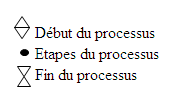 Début du processus
Etapes du processus
Fin du processus